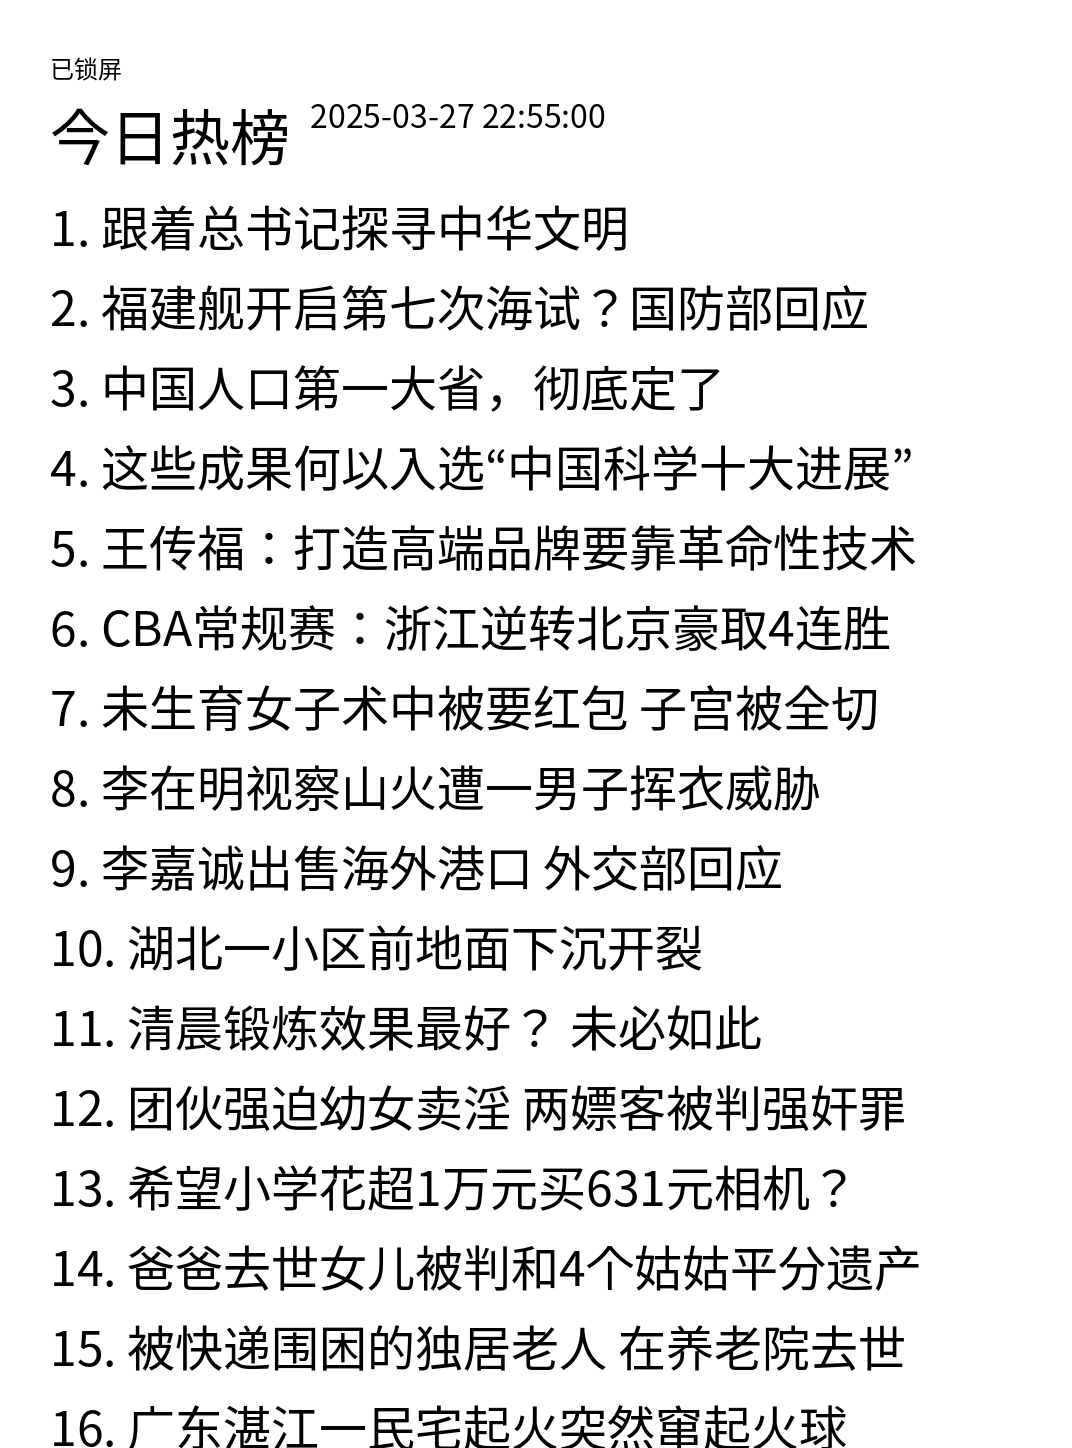 已锁屏
今日热榜 2025-03-27 22:55:00
1. 跟着总书记探寻中华文明
2. 福建舰开启第七次海试？国防部回应
3. 中国人口第一大省，彻底定了
4. 这些成果何以入选“中国科学十大进展”
5. 王传福：打造高端品牌要靠革命性技术
6. CBA常规赛：浙江逆转北京豪取4连胜
7. 未生育女子术中被要红包 子宫被全切
8. 李在明视察山火遭一男子挥衣威胁
9. 李嘉诚出售海外港口 外交部回应
10. 湖北一小区前地面下沉开裂
11. 清晨锻炼效果最好？ 未必如此
12. 团伙强迫幼女卖淫 两嫖客被判强奸罪
13. 希望小学花超1万元买631元相机？
14. 爸爸去世女儿被判和4个姑姑平分遗产
15. 被快递围困的独居老人 在养老院去世
16. 广东湛江一民宅起火突然窜起火球